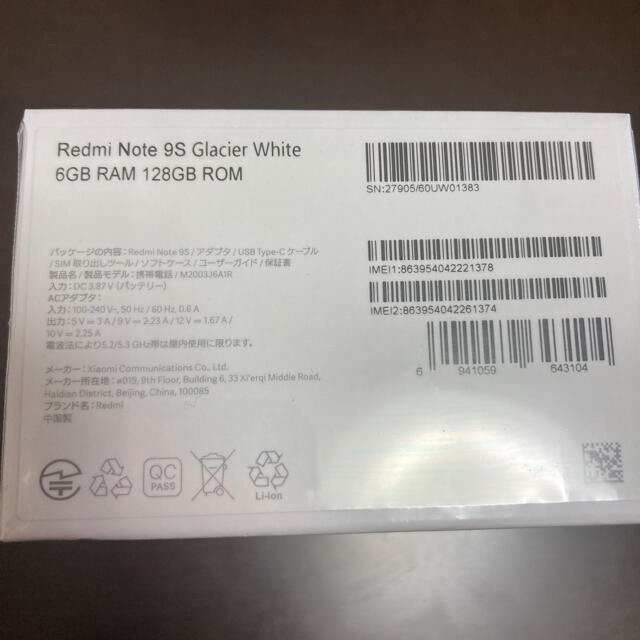 Redmi Note 9S Glacier White
6GB RAM 128GB ROM
SN:27905/60UW01383
パッケージの内容：Redmi Note 9S / アダプタ / USB Type-C ケーブル
/ SIM 取り出しツール / ソフトケース / ユーザーガイド / 保証書
製品名 / 製品モデル：携帯電話 / M2003J6A1R
入力：DC 3.87V (バッテリー)
ACアダプタ：
入力：100-240V~, 50 Hz / 60 Hz, 0.6 A
出力：5 V⎓3 A / 9 V⎓2.23 A / 12 V⎓1.67 A /
10 V⎓2.25 A
電波法により5.2/5.3 GHz帯は屋内使用に限ります。
IMEI1:863954042221378
IMEI2:863954042261374
6 941059 643104
メーカー：Xiaomi Communications Co., Ltd.
メーカー所在地：#019, 9th Floor, Building 6, 33 Xi'erqi Middle Road,
Haidian District, Beijing, China, 100085
ブランド名：Redmi
中国製
QC
PASS
Li-ion